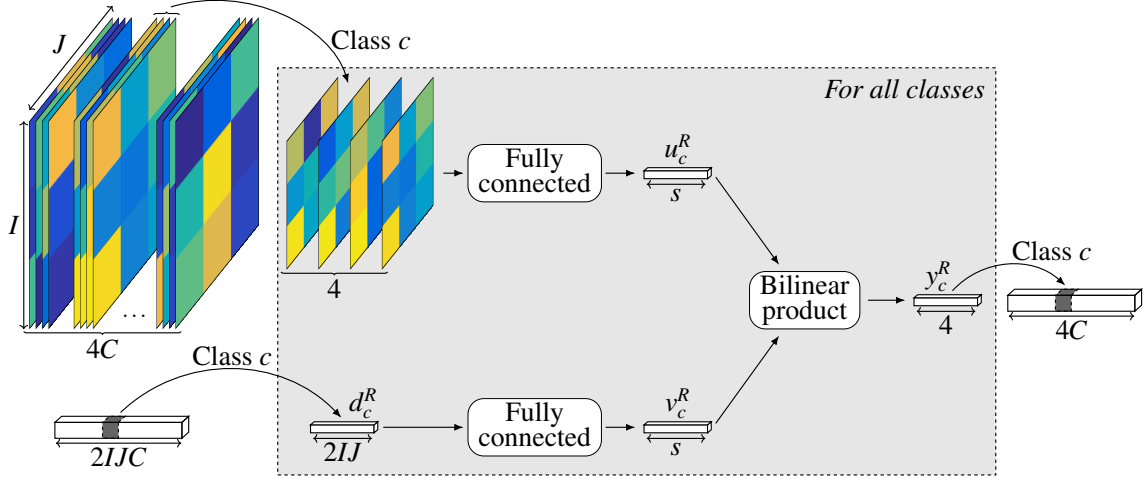 J
Class c
For all classes
I
Fully
connected
u_c^R
s
4
...
4C
Class c
Bilinear
product
y_c^R
4
Class c
4C
2IJC
d_c^R
2IJ
Fully
connected
v_c^R
s